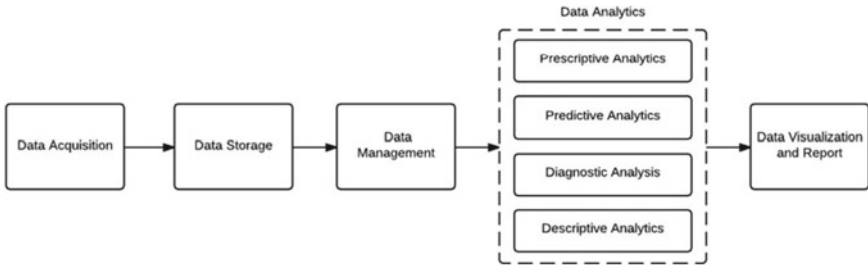 Data Analytics
Prescriptive Analytics
Predictive Analytics
Data Acquisition
Data Storage
Data
Management
Data Visualization
and Report
Diagnostic Analysis
Descriptive Analytics